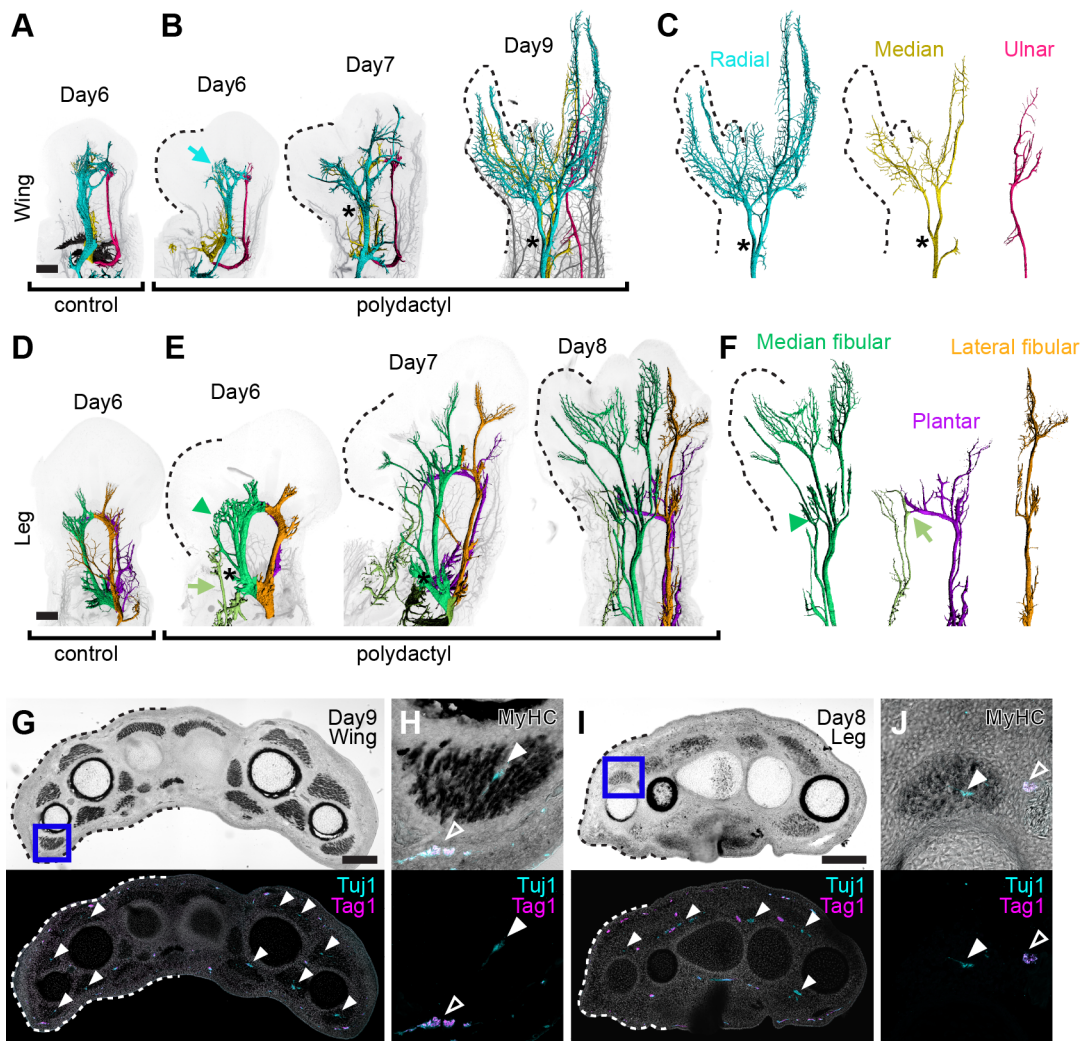 A
B
C
Day6
Day6
Day7
Day9
Radial
Median
Ulnar
Wing
*
*
*
*
control
polydactyl
D
E
F
Day6
Day6
Day7
Day8
Median fibular
Lateral fibular
Plantar
Leg
*
*
control
polydactyl
G
Day9
Wing
H
MyHC
I
Day8
Leg
J
MyHC
Tuj1
Tag1
Tuj1
Tag1
Tuj1
Tag1
Tuj1
Tag1